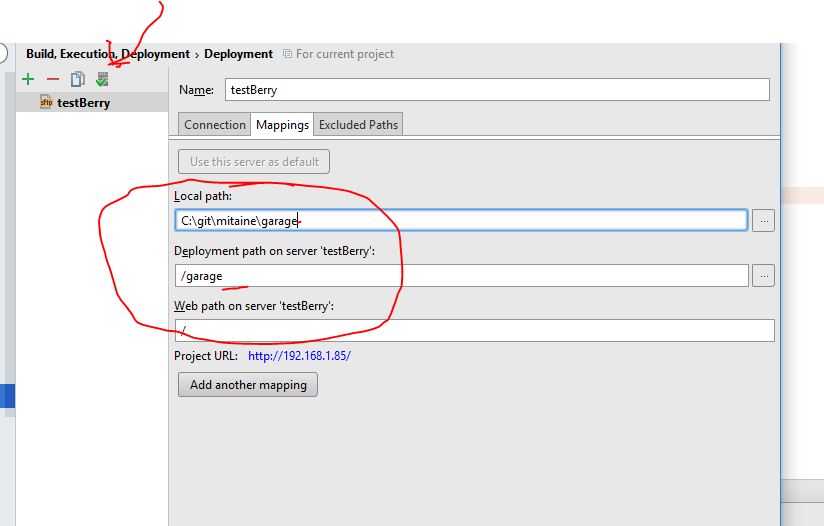 Build, Execution, Deployment › Deployment For current project
sftp testBerry
Name: testBerry
Connection Mappings Excluded Paths
Use this server as default
Local path:
C:\git\mitaine\garage
...
Deployment path on server 'testBerry':
/garage
...
Web path on server 'testBerry':
/
Project URL: http://192.168.1.85/
Add another mapping